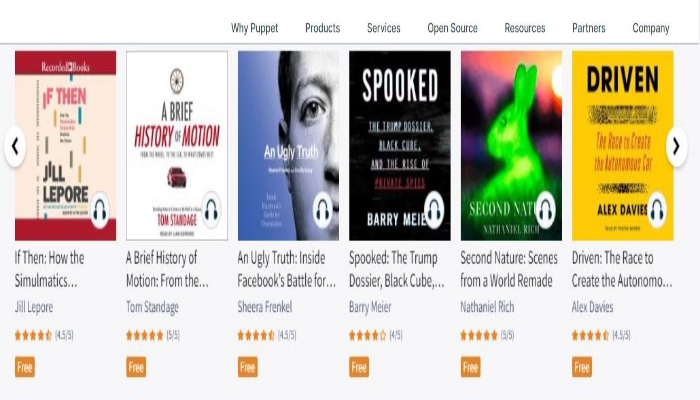 Why Puppet Products Services Open Source Resources Partners Company
Recorded Books
IF THEN
JILL
LEPORE
A BRIEF
HISTORY OF MOTION
FROM THE WHEEL, TO THE CAR, TO WHAT COMES NEXT
TOM STANDAGE
An Ugly Truth
Sheera Frenkel
SPOOKED
THE TRUMP DOSSIER,
BLACK CUBE,
AND THE RISE OF
PRIVATE SPIES
BARRY MEIE
SECOND NATU
NATHANIEL RICH
DRIVEN
The Race to Create
the Autonomous Car
ALEX DAVIES
If Then: How the
Simulmatics...
Jill Lepore
(4.5/5)
Free
A Brief History of
Motion: From the...
Tom Standage
(5/5)
Free
An Ugly Truth: Inside
Facebook's Battle for...
Sheera Frenkel
(4.5/5)
Free
Spooked: The Trump
Dossier, Black Cube,...
Barry Meier
(4/5)
Free
Second Nature: Scenes
from a World Remade
Nathaniel Rich
(5/5)
Free
Driven: The Race to
Create the Autonomo...
Alex Davies
(4.5/5)
Free